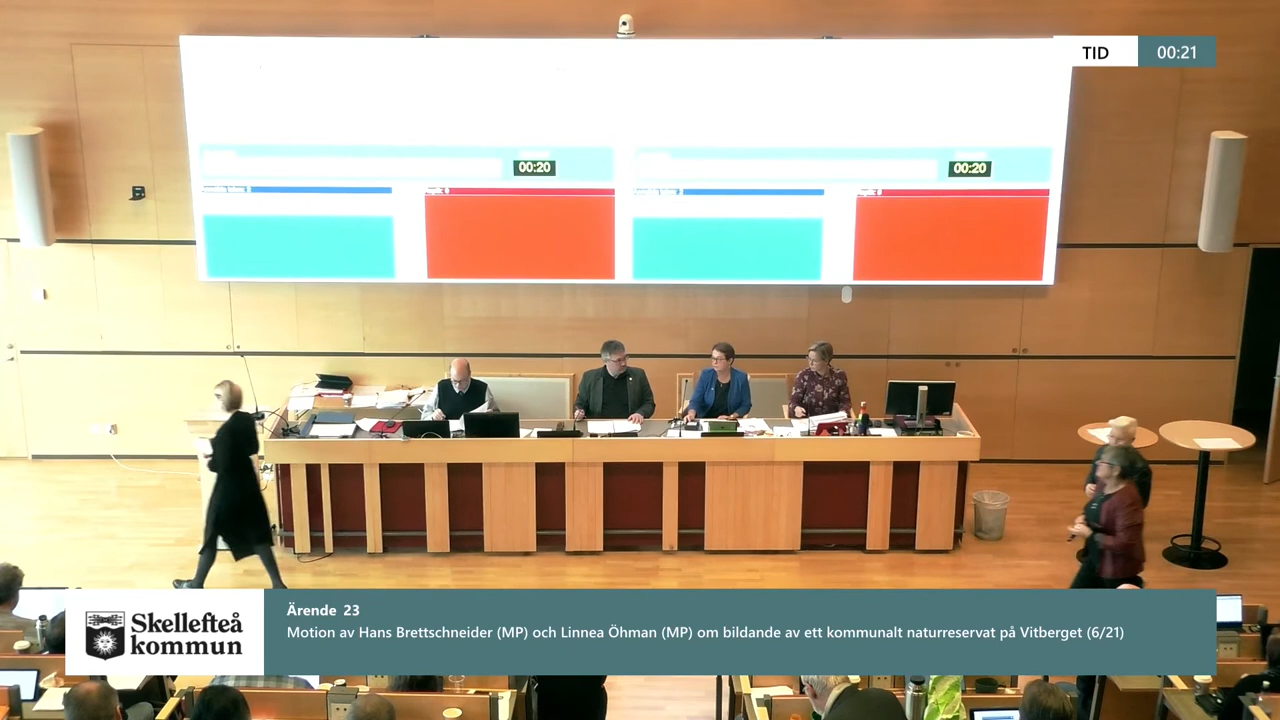 TID 00:21
00:20 00:20
Skellefteå
kommun
Ärende 23
Motion av Hans Brettschneider (MP) och Linnea Öhman (MP) om bildande av ett kommunalt naturreservat på Vitberget (6/21)